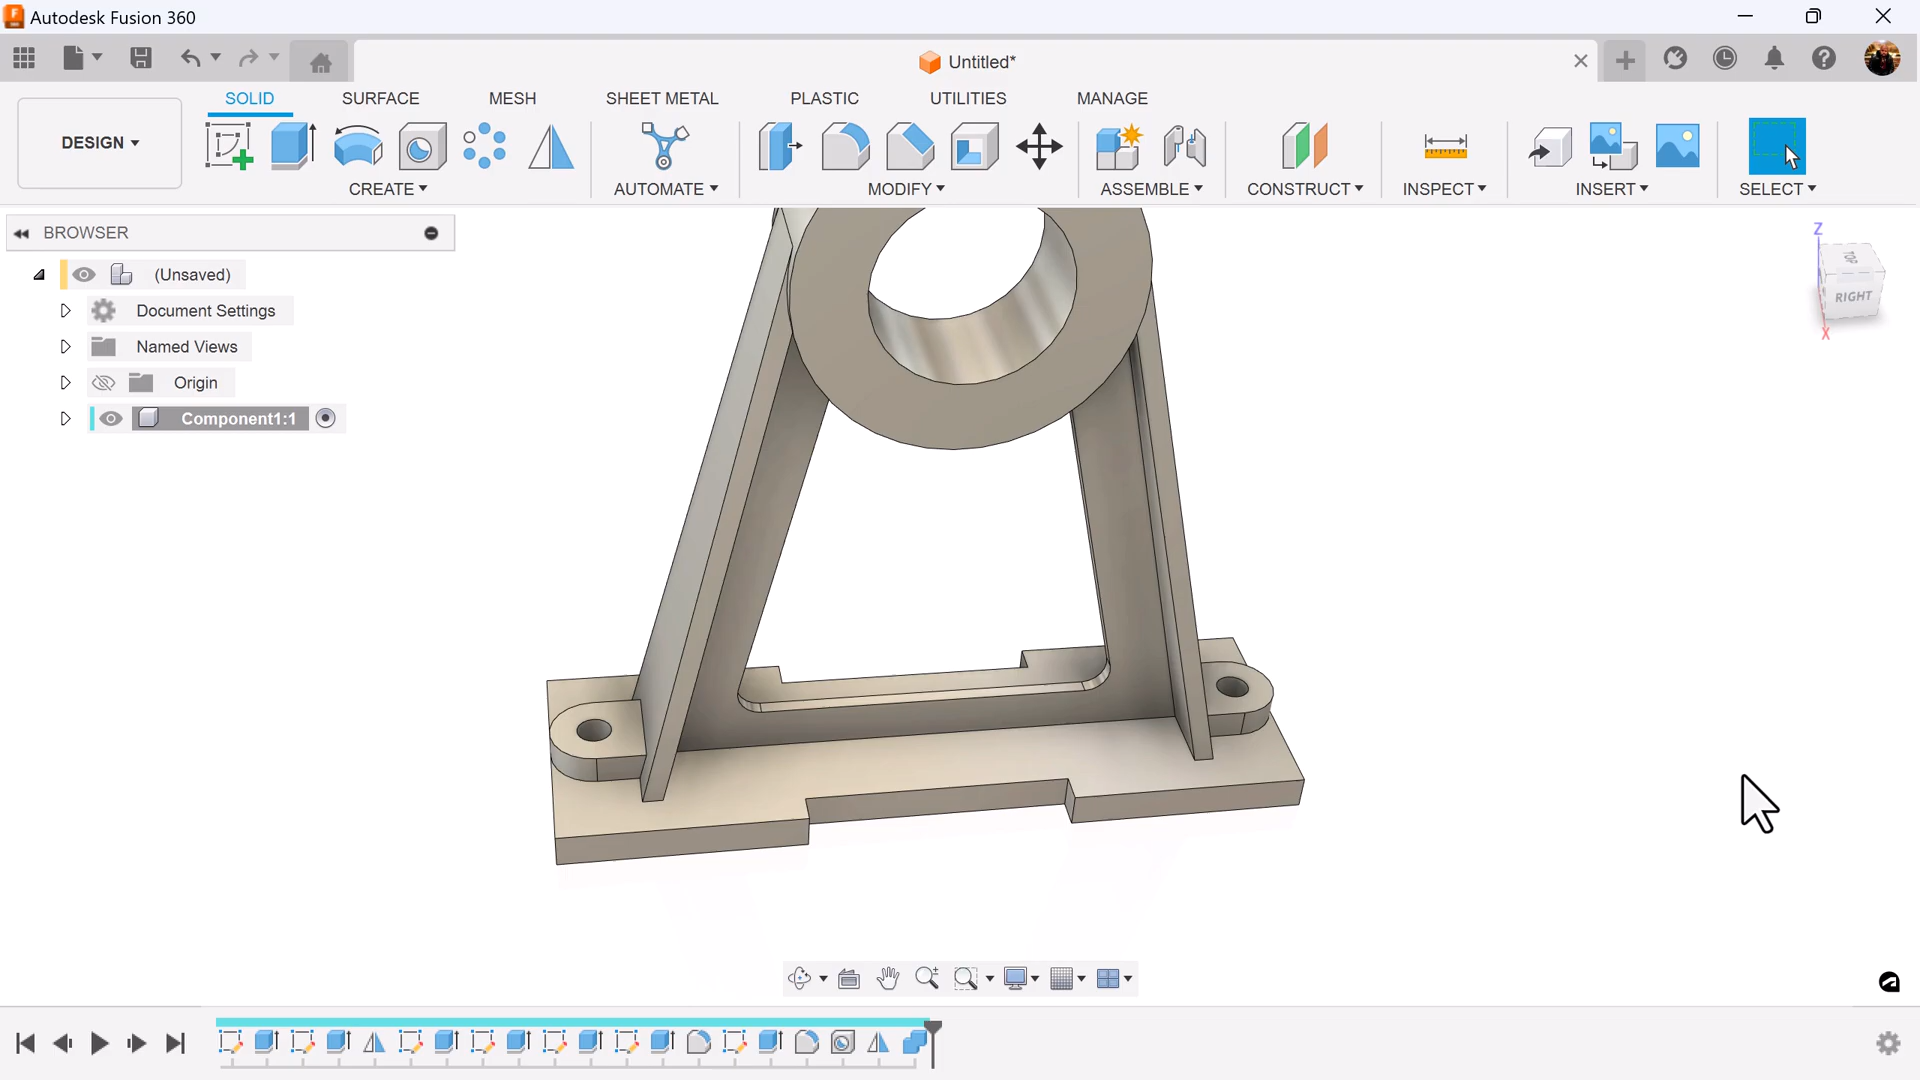 Autodesk Fusion 360
Untitled*
SOLID SURFACE MESH SHEET METAL PLASTIC UTILITIES MANAGE
DESIGN
CREATE AUTOMATE MODIFY ASSEMBLE CONSTRUCT INSPECT INSERT SELECT
BROWSER
(Unsaved)
Document Settings
Named Views
Origin
Component1:1
Z
TOP
RIGHT
X